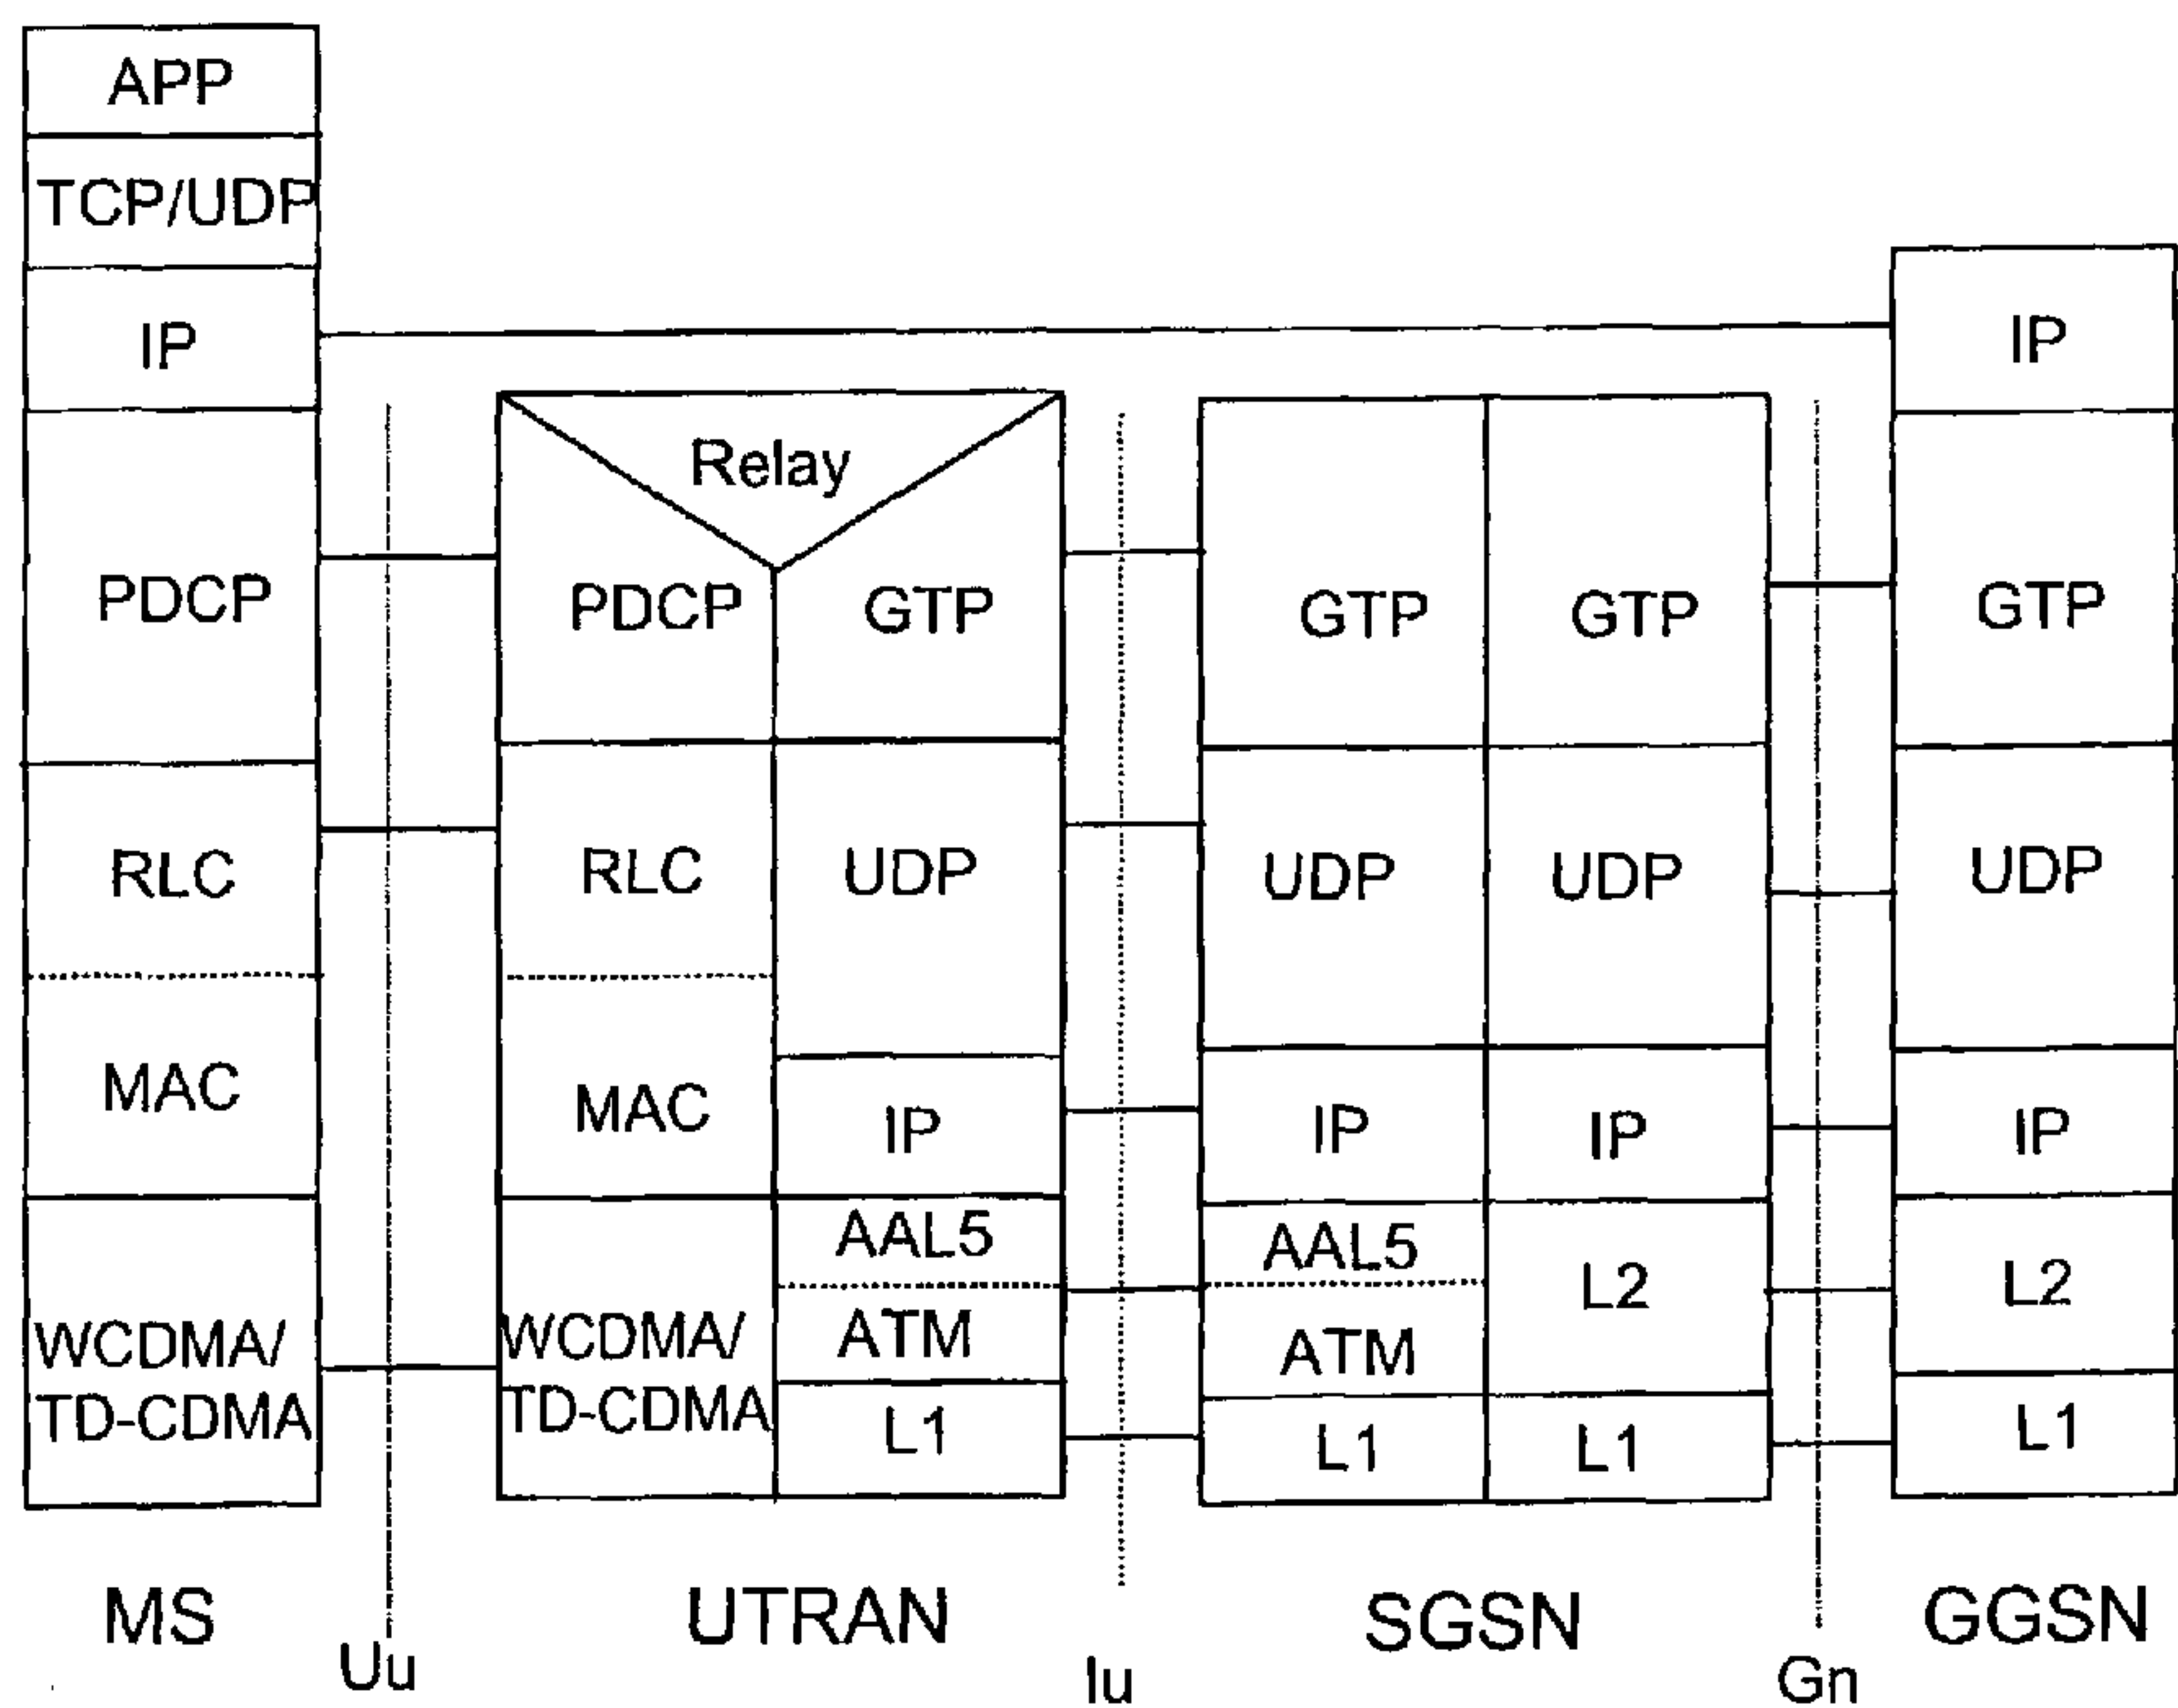 APP
TCP/UDP
IP
PDCP
RLC
MAC
WCDMA/
TD-CDMA
MS
Uu
Relay
PDCP
GTP
RLC
UDP
MAC
IP
AAL5
WCDMA/
TD-CDMA
ATM
L1
UTRAN
Iu
GTP
GTP
UDP
UDP
IP
IP
AAL5
L2
ATM
L1
L1
SGSN
Gn
IP
GTP
UDP
IP
L2
L1
GGSN